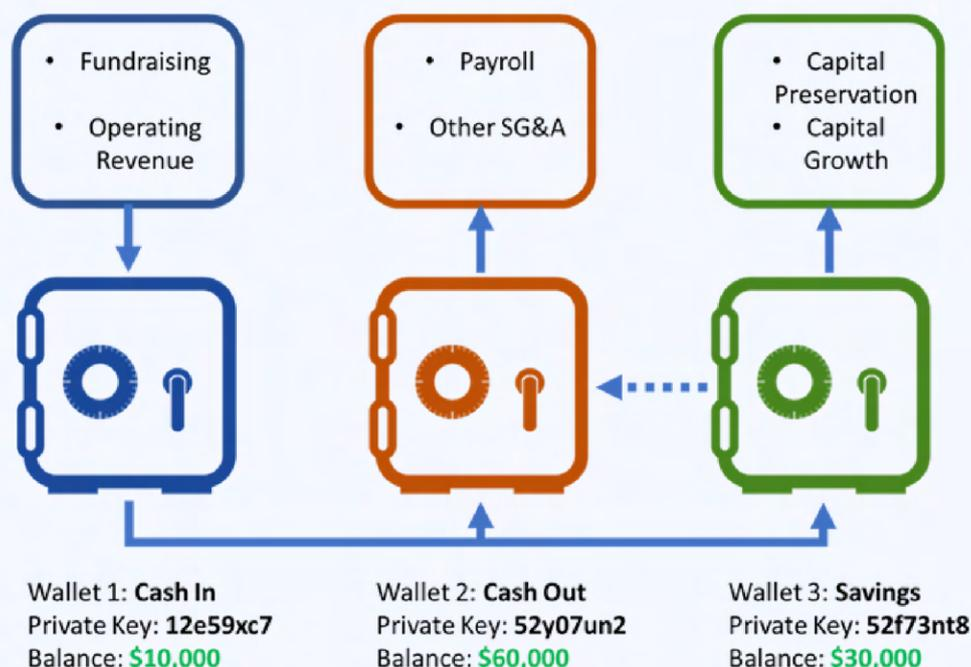 • Fundraising
• Operating
Revenue
• Payroll
• Other SG&A
• Capital
Preservation
• Capital
Growth
Wallet 1: Cash In
Private Key: 12e59xc7
Balance: $10,000
Wallet 2: Cash Out
Private Key: 52y07un2
Balance: $60,000
Wallet 3: Savings
Private Key: 52f73nt8
Balance: $30,000